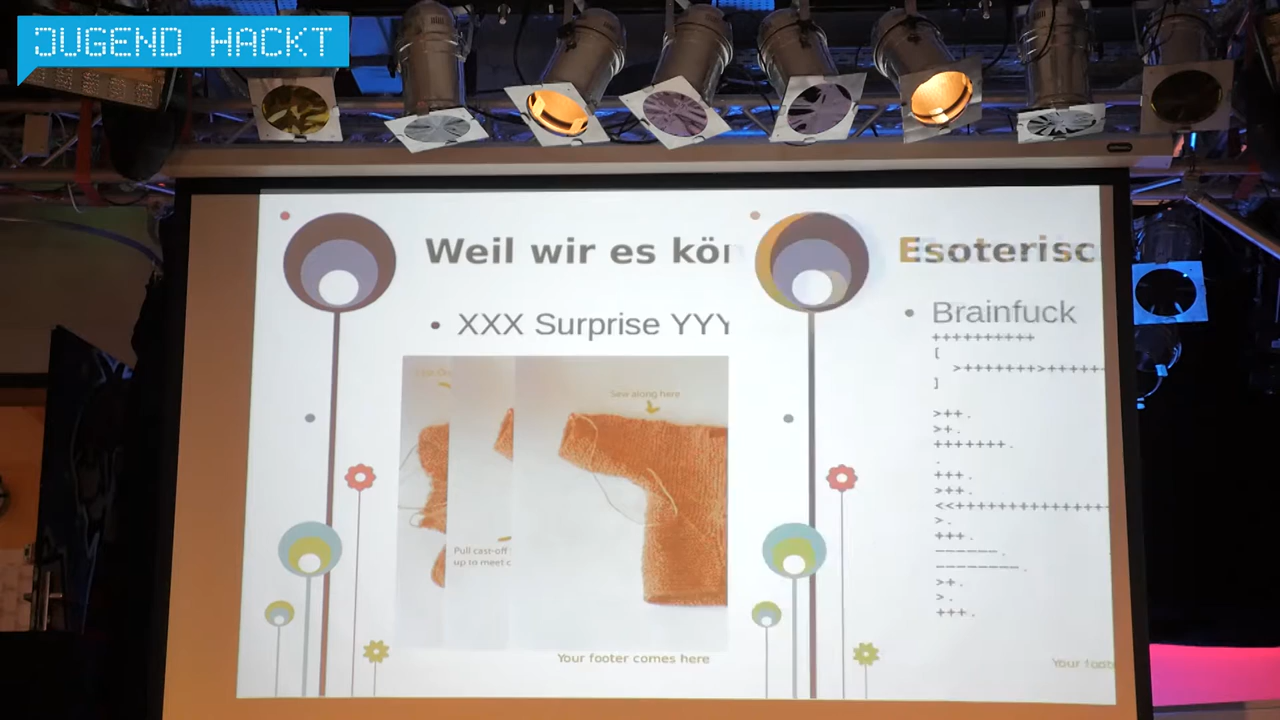 JUGEND HACKT
Weil wir es kön
XXX Surprise YYY
Sew along here
Pull cast-off
up to meet c
Your footer comes here
Esoterisc
Brainfuck
++++++++++
[
>+++++++>++++++
]
>++.
>+.
+++++++.
.
+++.
>++.
<<+++++++++++++++
>.
+++.
------.
--------.
>+.
>.
+++.
Your foot